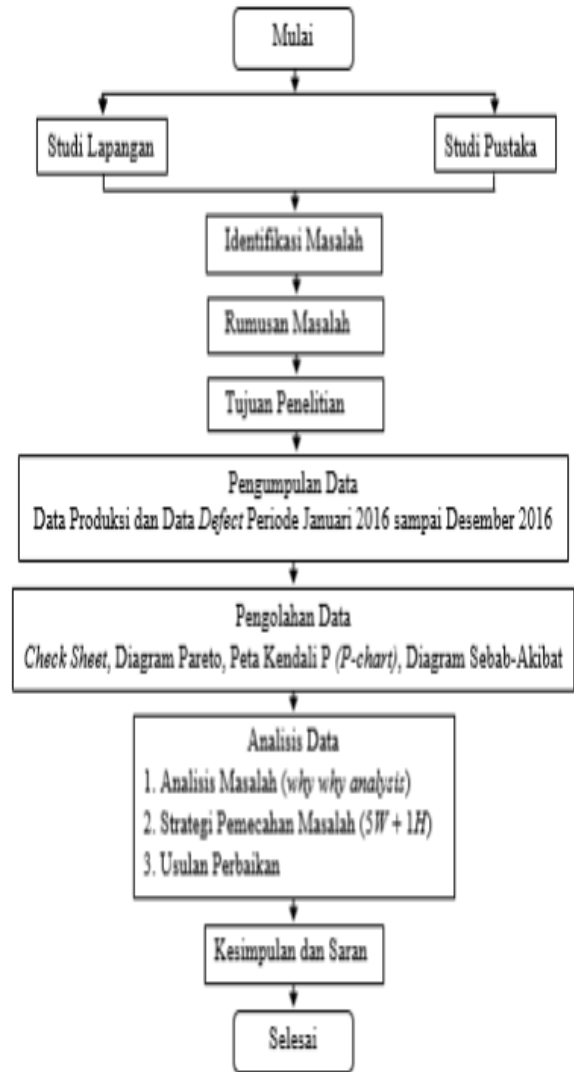 Mulai
Studi Lapangan
Studi Pustaka
Identifikasi Masalah
Rumusan Masalah
Tujuan Penelitian
Pengumpulan Data
Data Produksi dan Data Defect Periode Januari 2016 sampai Desember 2016
Pengolahan Data
Check Sheet, Diagram Pareto, Peta Kendali P (P-chart), Diagram Sebab-Akibat
Analisis Data
1. Analisis Masalah (why why analysis)
2. Strategi Pemecahan Masalah (5W + 1H)
3. Usulan Perbaikan
Kesimpulan dan Saran
Selesai